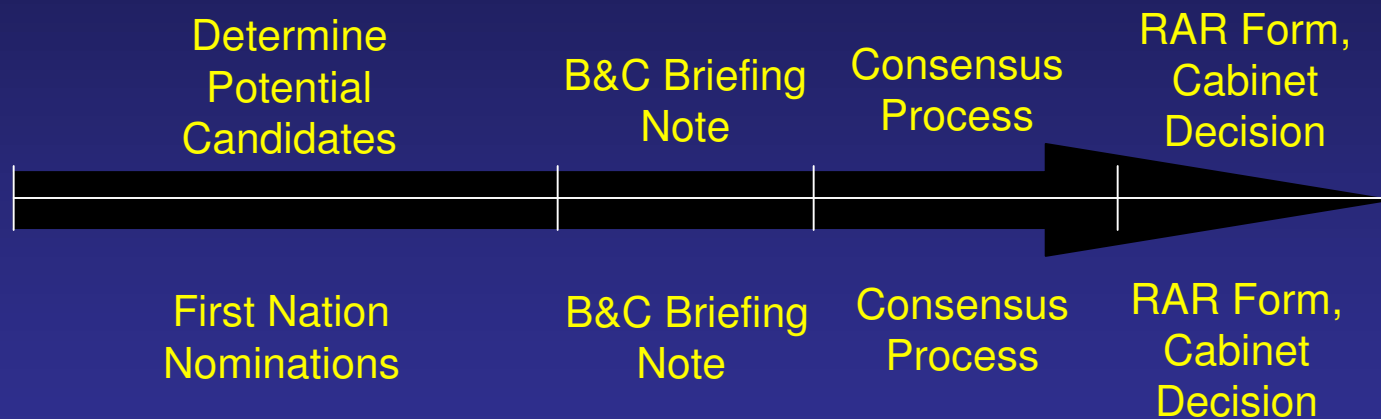 Determine
Potential
Candidates
B&C Briefing
Note
Consensus
Process
RAR Form,
Cabinet
Decision
First Nation
Nominations
B&C Briefing
Note
Consensus
Process
RAR Form,
Cabinet
Decision